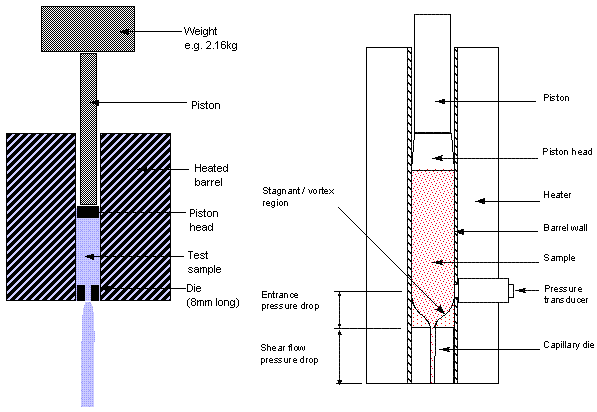 Weight
e.g. 2.16kg
Piston
Heated
barrel
Piston
head
Test
sample
Die
(8mm long)
Piston
Piston head
Stagnant / vortex
region
Heater
Barrel wall
Sample
Entrance
pressure drop
Pressure
transducer
Shear flow
pressure drop
Capillary die